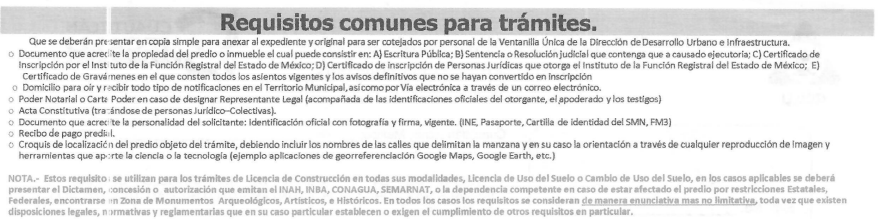 Requisitos comunes para trámites.
Que se deberán presentar en copia simple para anexar al expediente y original para ser cotejados por personal de la Ventanilla Única de la Dirección de Desarrollo Urbano e Infraestructura.
o Documento que acredite la propiedad del predio o inmueble el cual puede consistir en: A) Escritura Pública; B) Sentencia o Resolución judicial que contenga que a causado ejecutoría; C) Certificado de
Inscripción por el Instituto de la Función Registral del Estado de México; D) Certificado de inscripción de Personas Jurídicas que otorga el Instituto de la Función Registral del Estado de México; E)
Certificado de Gravámenes en el que consten todos los asientos vigentes y los avisos definitivos que no se hayan convertido en inscripción
o Domicilio para oír y recibir todo tipo de notificaciones en el Territorio Municipal, así como por Vía electrónica a través de un correo electrónico.
o Poder Notarial o Carta Poder en caso de designar Representante Legal (acompañada de las identificaciones oficiales del otorgante, el apoderado y los testigos)
o Acta Constitutiva (tratándose de personas Jurídico-Colectivas).
o Documento que acredite la personalidad del solicitante: Identificación oficial con fotografía y firma, vigente. (INE, Pasaporte, Cartilla de identidad del SMN, FM3)
o Recibo de pago predial.
o Croquis de localización del predio objeto del trámite, debiendo incluir los nombres de las calles que delimitan la manzana y en su caso la orientación a través de cualquier reproducción de imagen y
herramientas que aporte la ciencia o la tecnología (ejemplo aplicaciones de georreferenciación Google Maps, Google Earth, etc.)
NOTA.- Estos requisitos se utilizan para los trámites de Licencia de Construcción en todas sus modalidades, Licencia de Uso del Suelo o Cambio de Uso del Suelo, en los casos aplicables se deberá
presentar el Dictamen, concesión o autorización que emitan el INAH, INBA, CONAGUA, SEMARNAT, o la dependencia competente en caso de estar afectado el predio por restricciones Estatales,
Federales, encontrarse en Zona de Monumentos Arqueológicos, Artísticos, e Históricos. En todos los casos los requisitos se consideran de manera enunciativa mas no limitativa, toda vez que existen
disposiciones legales, normativas y reglamentarias que en su caso particular establecen o exigen el cumplimiento de otros requisitos en particular.